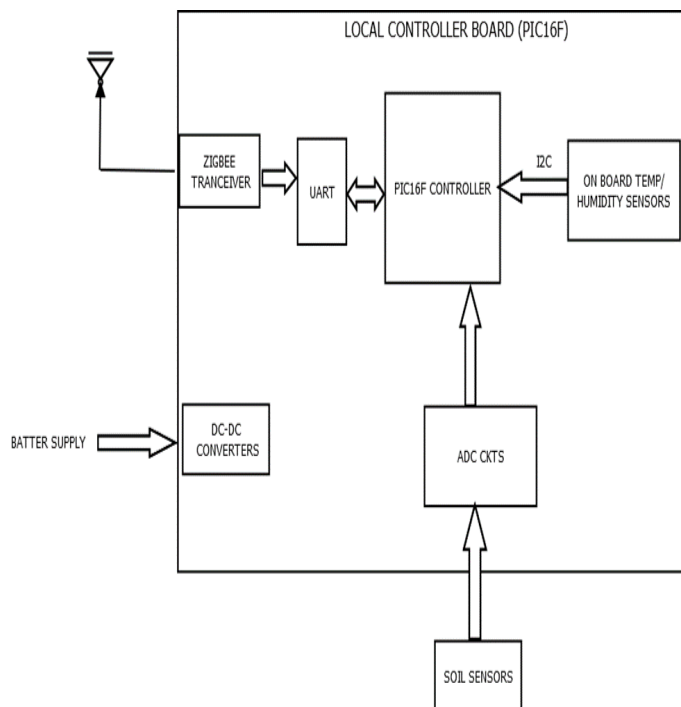 LOCAL CONTROLLER BOARD (PIC16F)
ZIGBEE
TRANCEIVER
UART
PIC16F CONTROLLER
I2C
ON BOARD TEMP/
HUMIDITY SENSORS
BATTER SUPPLY
DC-DC
CONVERTERS
ADC CKTS
SOIL SENSORS